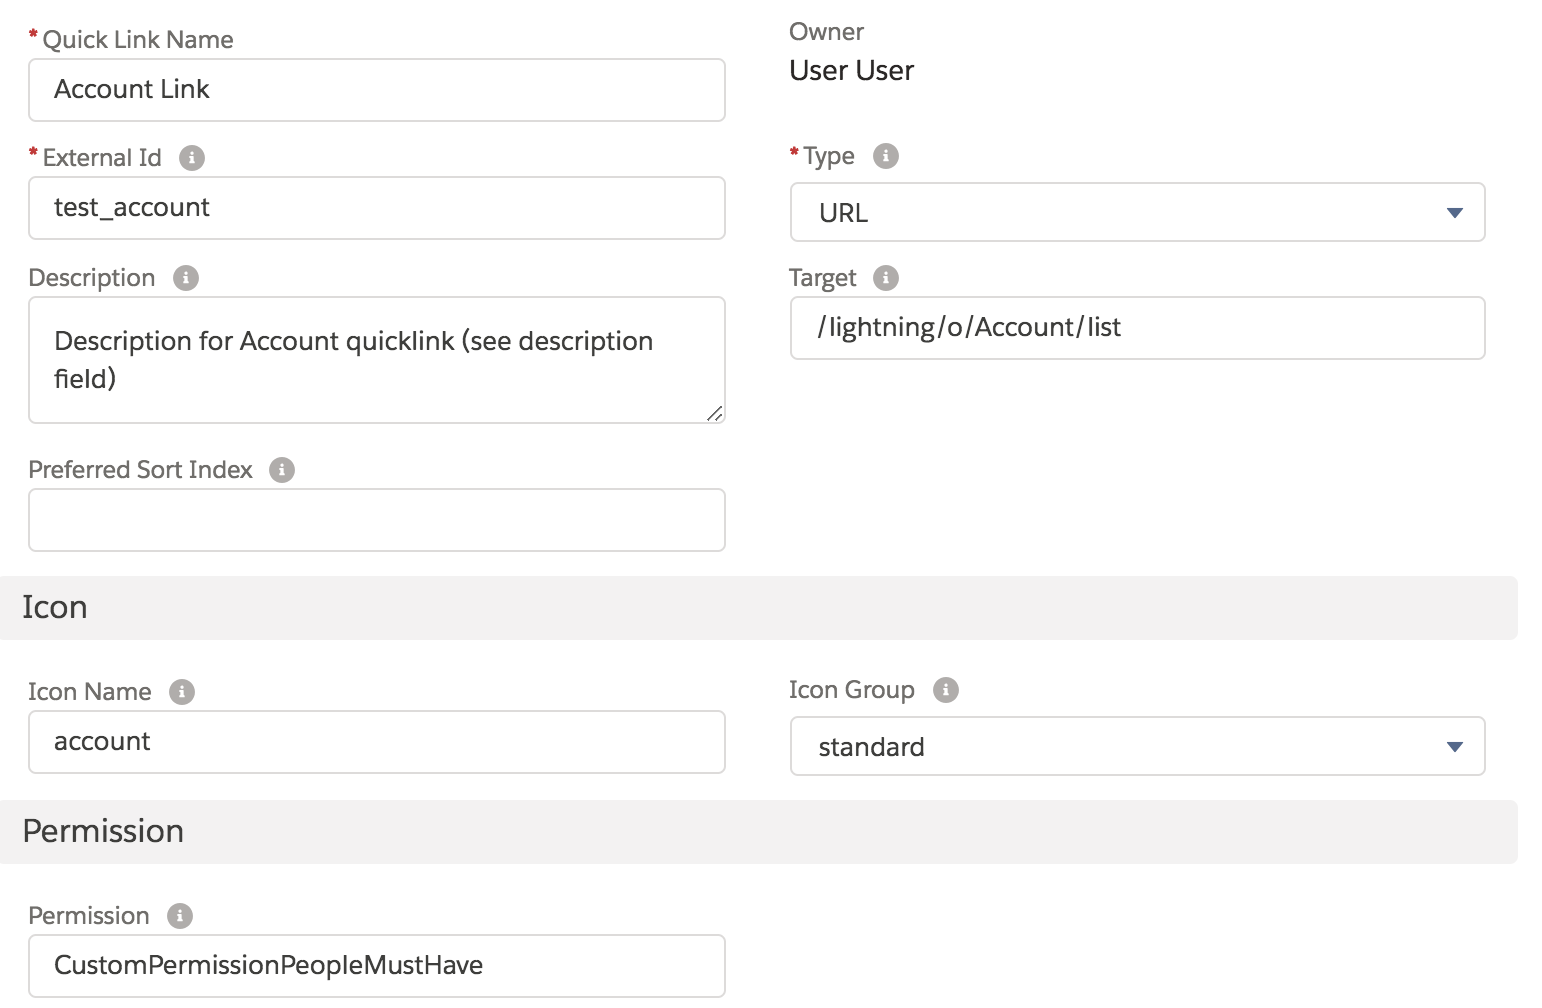 * Quick Link Name
Account Link
Owner
User User
* External Id
test_account
* Type
URL
Description
Description for Account quicklink (see description
field)
Target
/lightning/o/Account/list
Preferred Sort Index
Icon
Icon Name
account
Icon Group
standard
Permission
Permission
CustomPermissionPeopleMustHave